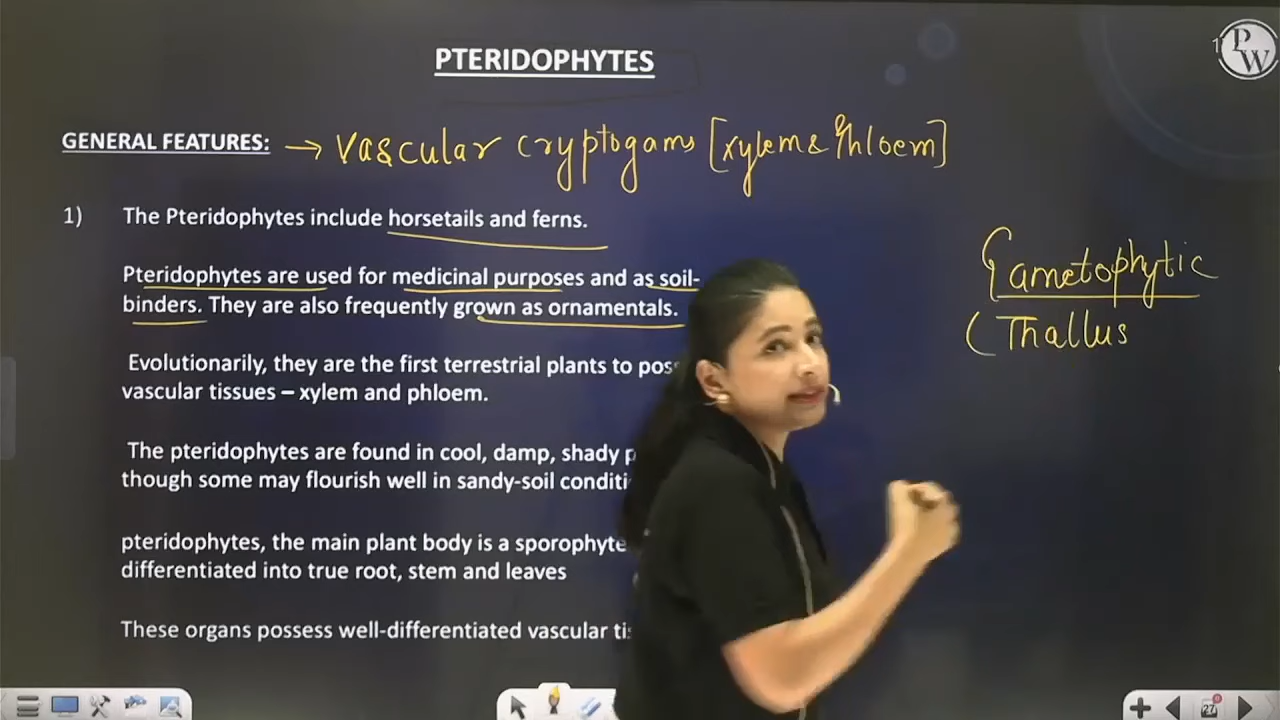 PTERIDOPHYTES
PW
GENERAL FEATURES: → Vascular cryptogams [xylem & Phloem]
1) The Pteridophytes include horsetails and ferns.
Gametophytic
Pteridophytes are used for medicinal purposes and as soil-
binders. They are also frequently grown as ornamentals.
(Thallus
Evolutionarily, they are the first terrestrial plants to
vascular tissues – xylem and phloem.
The pteridophytes are found in cool, damp, shady
though some may flourish well in sandy-soil
pteridophytes, the main plant body is a sporophyte
differentiated into true root, stem and leaves
These organs possess well-differentiated vascular
27